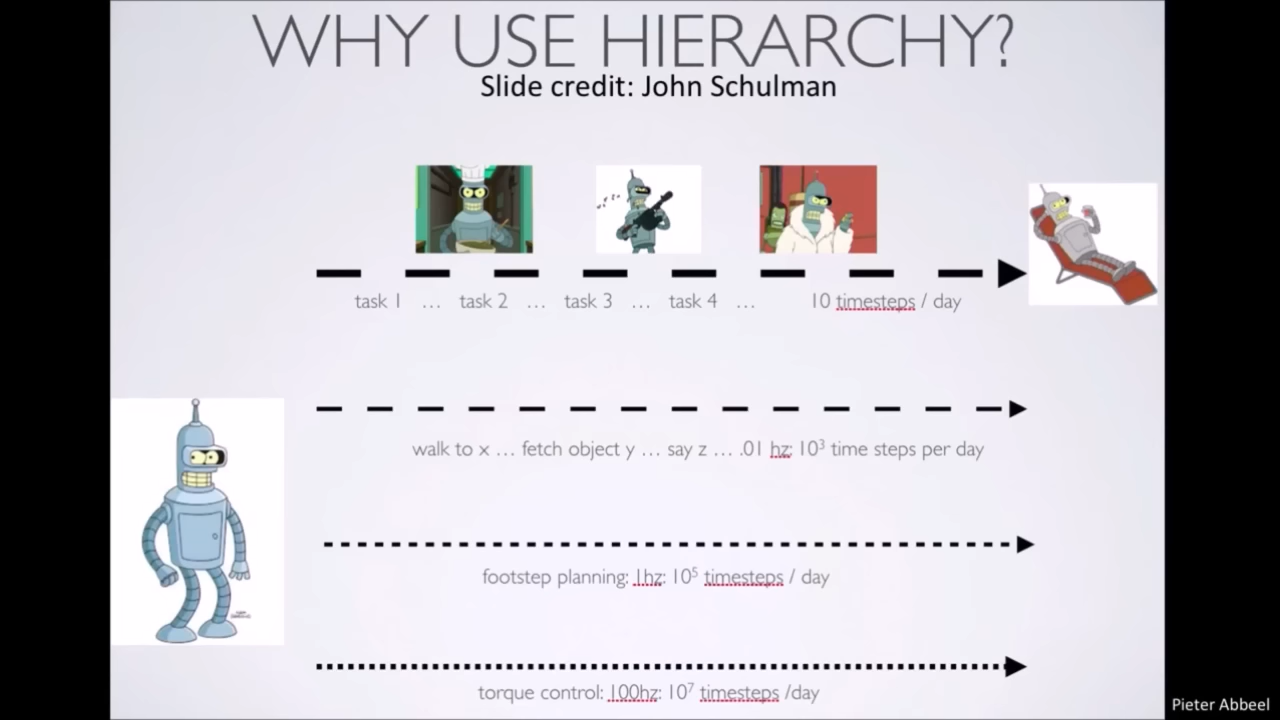 WHY USE HIERARCHY?
Slide credit: John Schulman
task 1 … task 2 … task 3 … task 4 … 10 timesteps / day
walk to x … fetch object y … say z … .01 hz: 10³ time steps per day
footstep planning: 1hz: 10⁵ timesteps / day
torque control: 100hz: 10⁷ timesteps /day
Pieter Abbeel